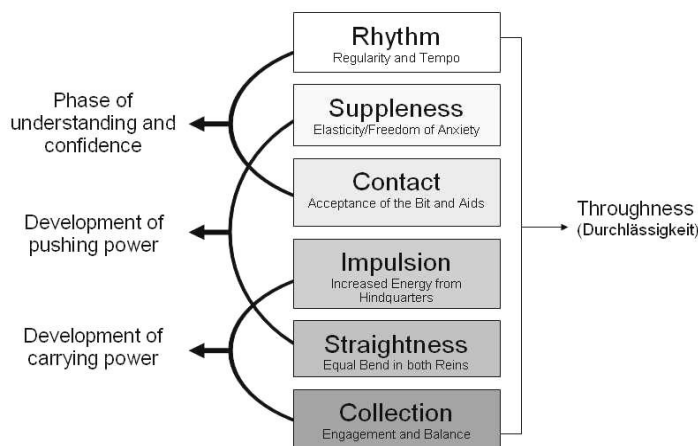 Rhythm
Regularity and Tempo
Suppleness
Elasticity/Freedom of Anxiety
Contact
Acceptance of the Bit and Aids
Impulsion
Increased Energy from
Hindquarters
Straightness
Equal Bend in both Reins
Collection
Engagement and Balance
Phase of
understanding and
confidence
Development of
pushing power
Development of
carrying power
Throughness
(Durchlässigkeit)